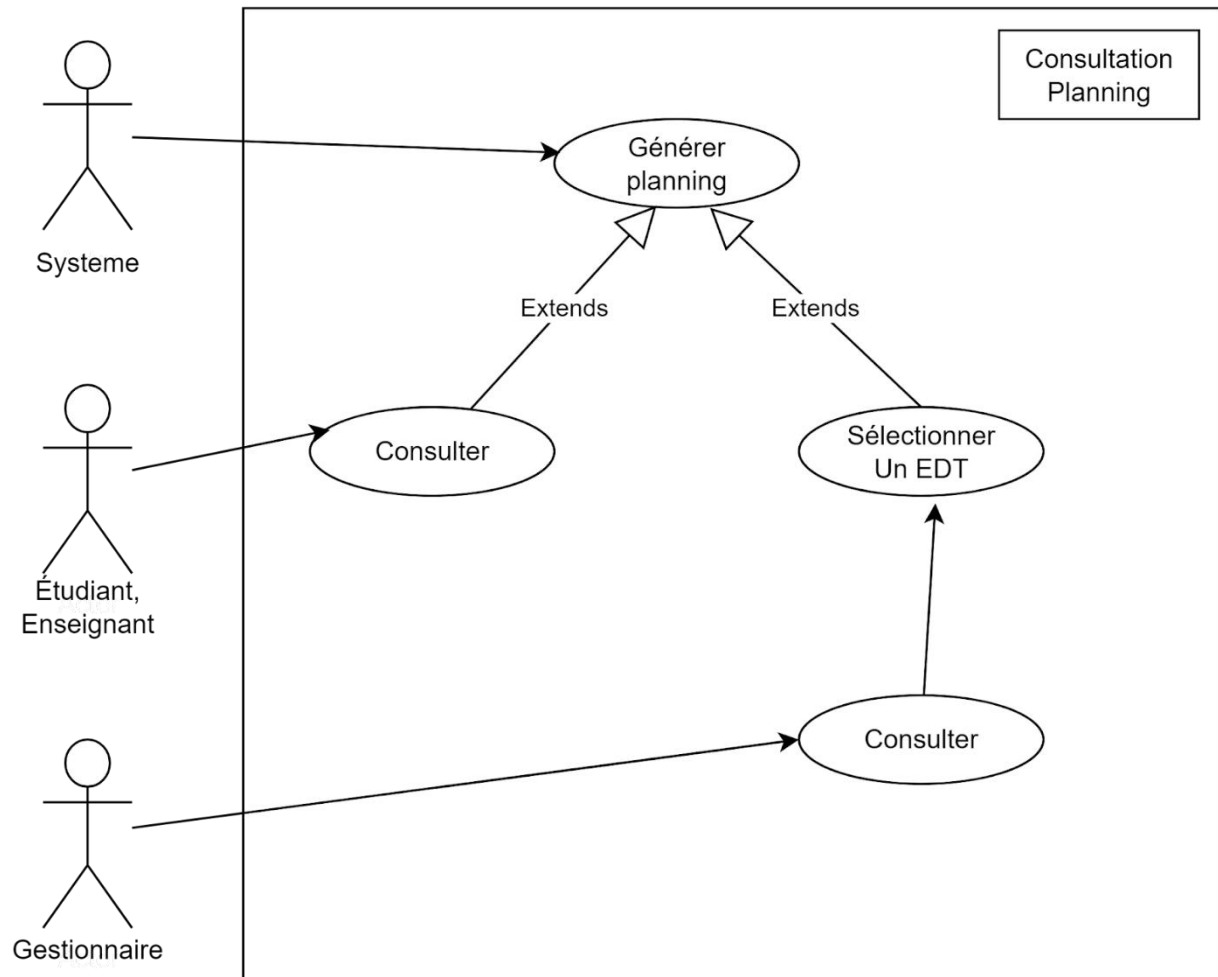 Consultation
Planning
Générer
planning
Systeme
Extends
Extends
Consulter
Sélectionner
Un EDT
Étudiant,
Enseignant
Consulter
Gestionnaire